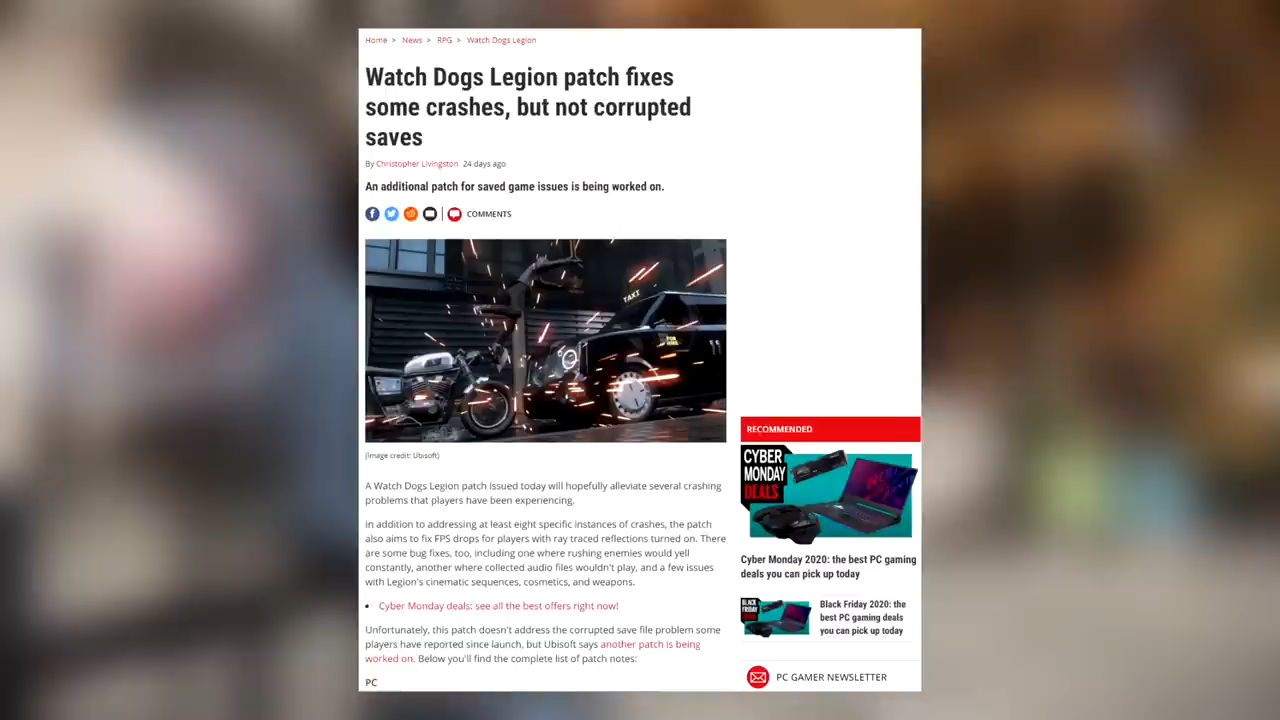 Home > News > RPG > Watch Dogs Legion
Watch Dogs Legion patch fixes
some crashes, but not corrupted
saves
By Christopher Livingston 24 days ago
An additional patch for saved game issues is being worked on.
COMMENTS
TAXI
FOR
HIRE
(Image credit: Ubisoft)
A Watch Dogs Legion patch issued today will hopefully alleviate several crashing
problems that players have been experiencing.
In addition to addressing at least eight specific instances of crashes, the patch
also aims to fix FPS drops for players with ray traced reflections turned on. There
are some bug fixes, too, including one where rushing enemies would yell
constantly, another where collected audio files wouldn't play, and a few issues
with Legion's cinematic sequences, cosmetics, and weapons.
• Cyber Monday deals: see all the best offers right now!
Unfortunately, this patch doesn't address the corrupted save file problem some
players have reported since launch, but Ubisoft says another patch is being
worked on. Below you'll find the complete list of patch notes:
PC
RECOMMENDED
CYBER
MONDAY
DEALS
Cyber Monday 2020: the best PC gaming
deals you can pick up today
BLACK
FRIDAY
Black Friday 2020: the
best PC gaming deals
you can pick up today
PC GAMER NEWSLETTER